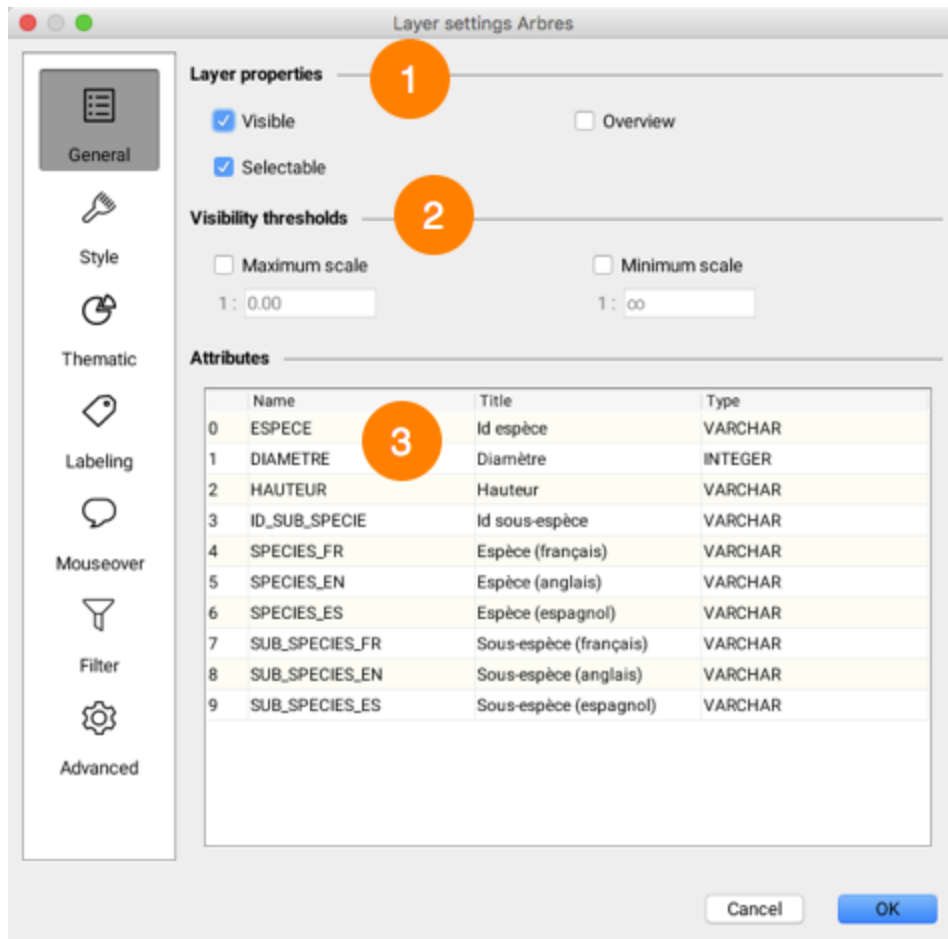 Layer settings Arbres
General
Style
Thematic
Labeling
Mouseover
Filter
Advanced
Layer properties 1
Visible Overview
Selectable
Visibility thresholds 2
Maximum scale Minimum scale
1 : 0.00 1 : ∞
Attributes
Name Title Type
3
0 ESPECE Id espèce VARCHAR
1 DIAMETRE Diamètre INTEGER
2 HAUTEUR Hauteur VARCHAR
3 ID_SUB_SPECIE Id sous-espèce VARCHAR
4 SPECIES_FR Espèce (français) VARCHAR
5 SPECIES_EN Espèce (anglais) VARCHAR
6 SPECIES_ES Espèce (espagnol) VARCHAR
7 SUB_SPECIES_FR Sous-espèce (français) VARCHAR
8 SUB_SPECIES_EN Sous-espèce (anglais) VARCHAR
9 SUB_SPECIES_ES Sous-espèce (espagnol) VARCHAR
Cancel OK